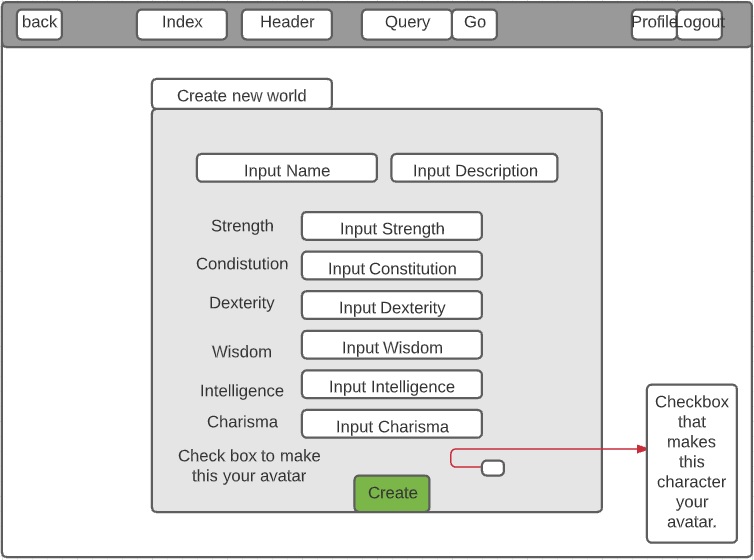 back Index Header Query Go Profile Logout
Create new world
Input Name Input Description
Strength Input Strength
Condistution Input Constitution
Dexterity Input Dexterity
Wisdom Input Wisdom
Intelligence Input Intelligence
Charisma Input Charisma
Check box to make
this your avatar
Create
Checkbox
that
makes
this
character
your
avatar.